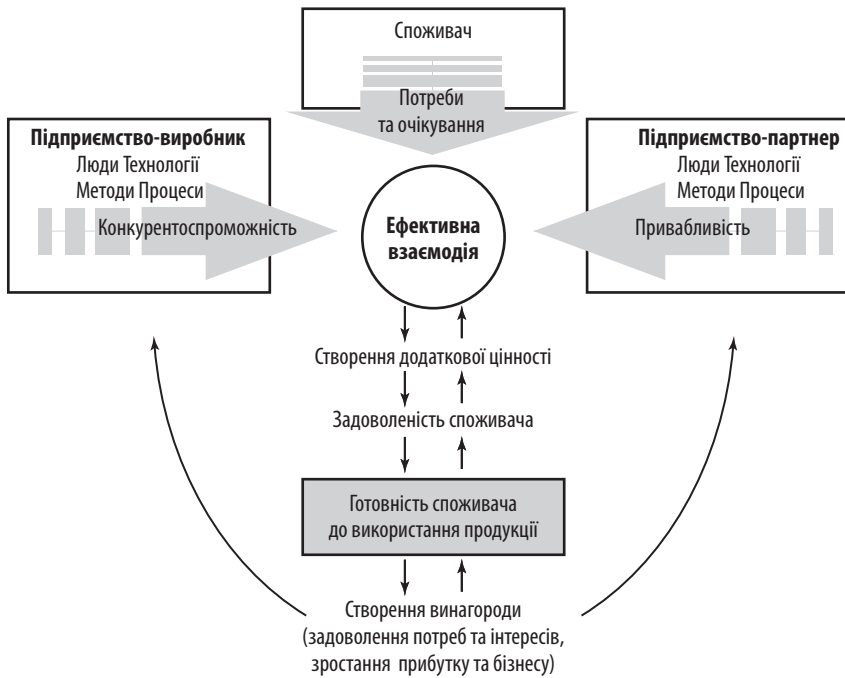 Споживач
Потреби
та очікування
Підприємство-виробник
Люди Технології
Методи Процеси
Конкурентоспроможність
Підприємство-партнер
Люди Технології
Методи Процеси
Привабливість
Ефективна
взаємодія
Створення додаткової цінності
Задоволеність споживача
Готовність споживача
до використання продукції
Створення винагороди
(задоволення потреб та інтересів,
зростання прибутку та бізнесу)